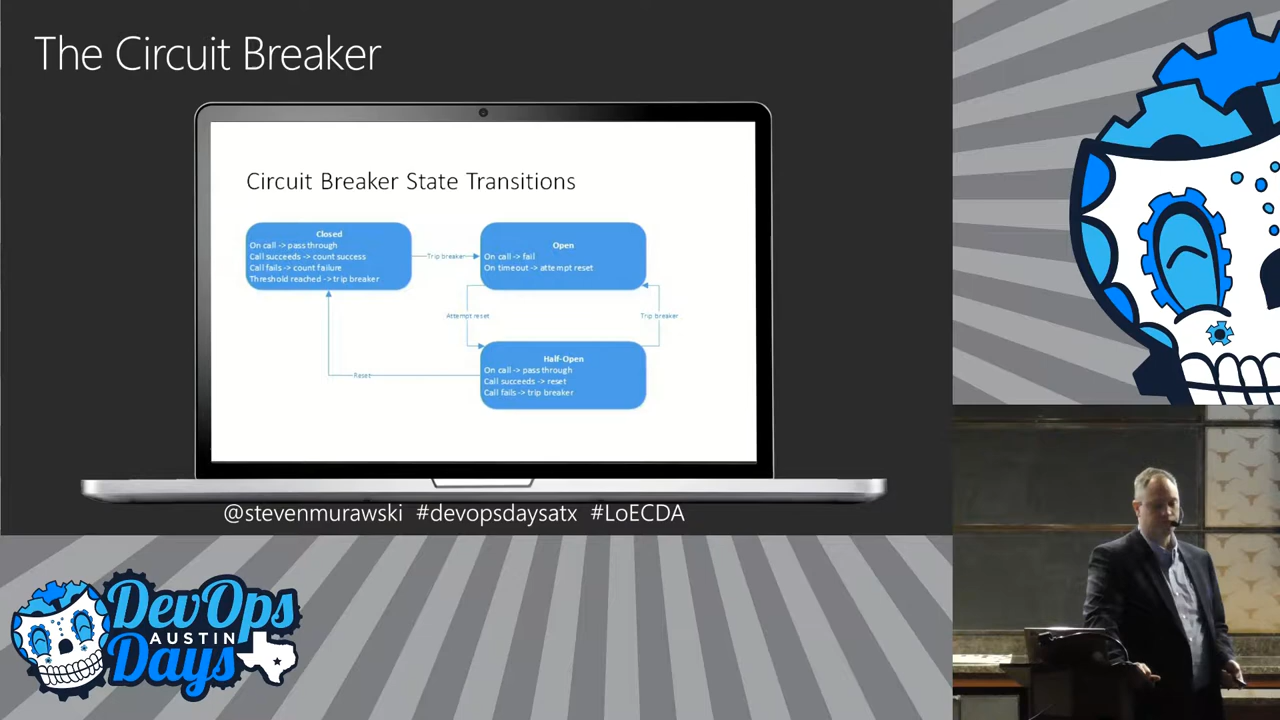 The Circuit Breaker
Circuit Breaker State Transitions
Closed
On call -> pass through
Call succeeds -> count success
Call fails -> count failure
Threshold reached -> trip breaker
Trip breaker
Open
On call -> fail
On timeout -> attempt reset
Attempt reset
Trip breaker
Half-Open
On call -> pass through
Call succeeds -> reset
Call fails -> trip breaker
Reset
@stevenmurawski #devopsdaysatx #LoECDA
DevOps
AUSTIN
Days